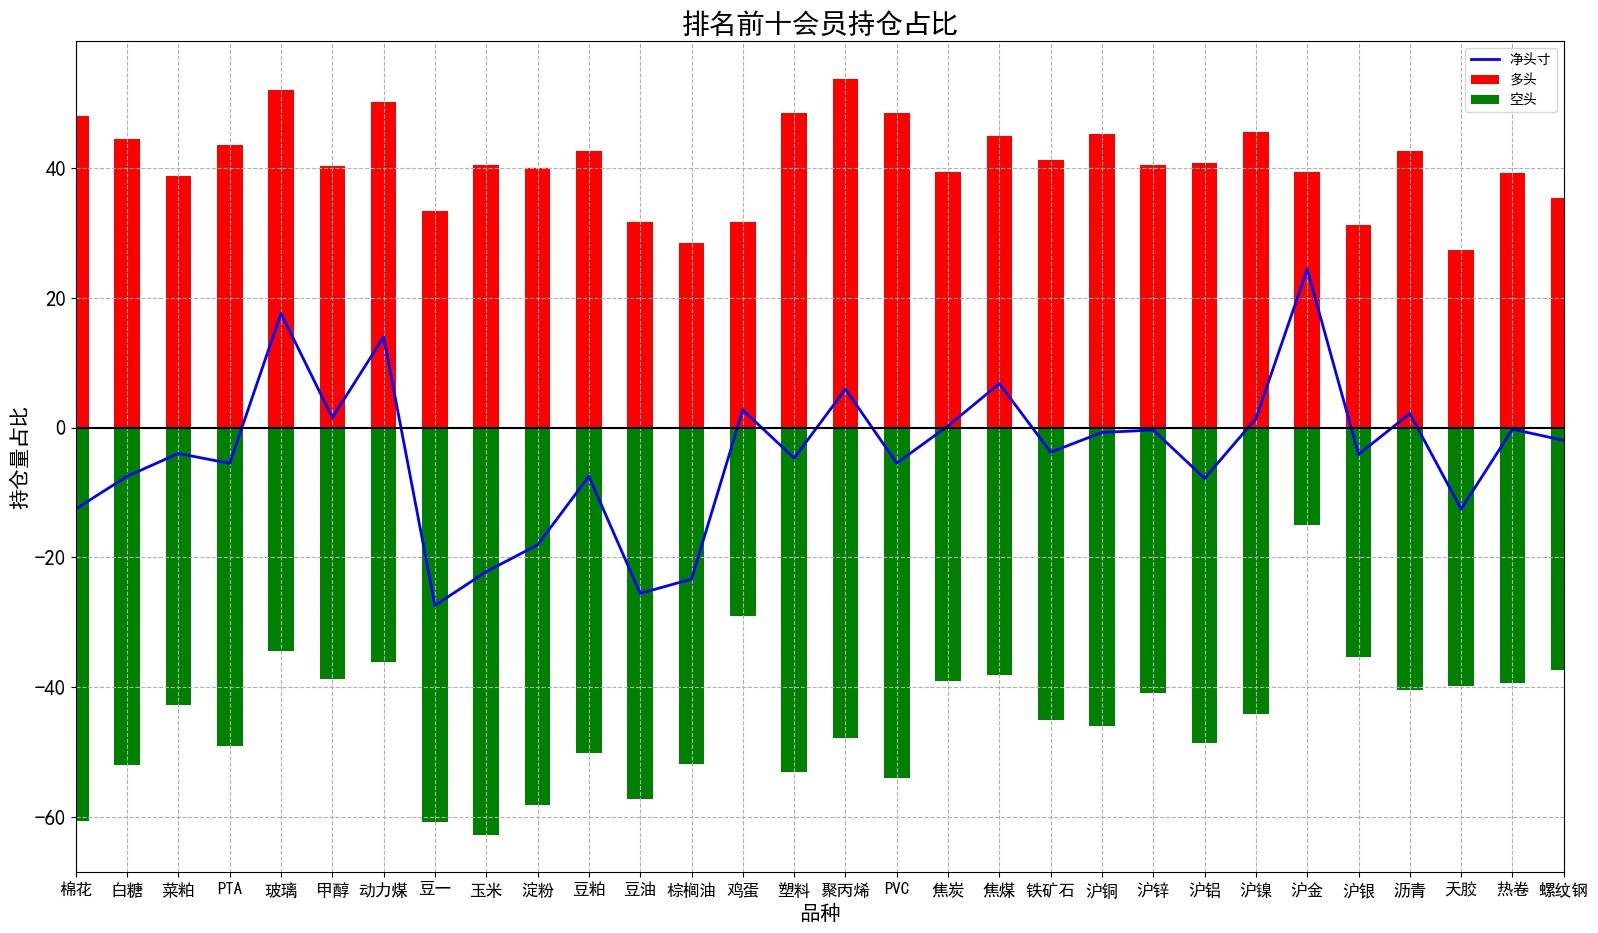 排名前十会员持仓占比
净头寸
多头
空头
持仓量占比
40
20
0
−20
−40
−60
棉花 白糖 菜粕 PTA 玻璃 甲醇 动力煤 豆一 玉米 淀粉 豆粕 豆油 棕榈油 鸡蛋 塑料 聚丙烯 PVC 焦炭 焦煤 铁矿石 沪铜 沪锌 沪铝 沪镍 沪金 沪银 沥青 天胶 热卷 螺纹钢
品种